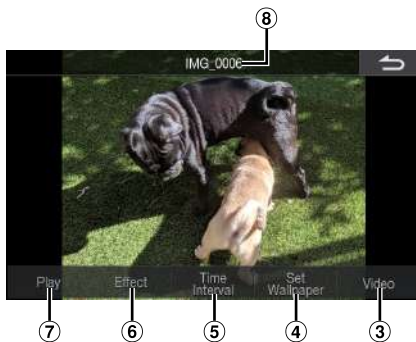 ⑧
IMG_0006
Play
Effect
Time
Interval
Set
Wallpaper
Video
⑦
⑥
⑤
④
③